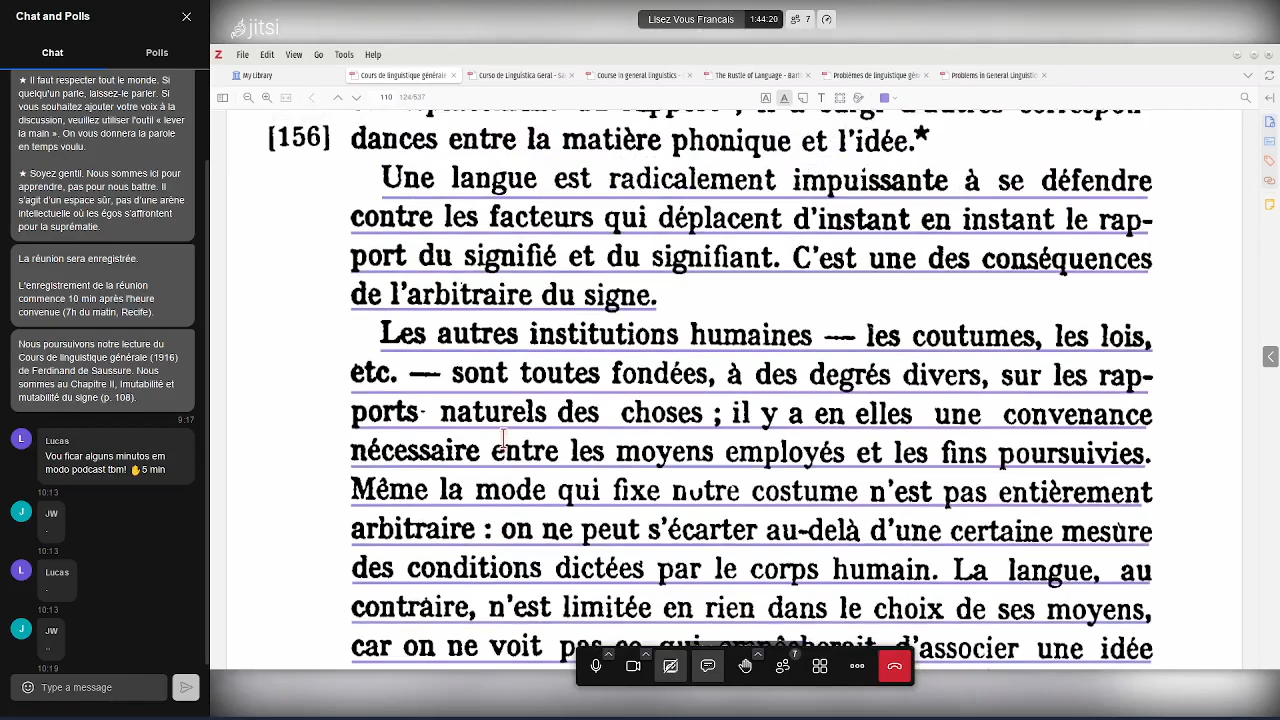 Chat and Polls
Chat
Polls
★ Il faut respecter tout le monde. Si
quelqu'un parle, laissez-le parler. Si
vous souhaitez ajouter votre voix à la
discussion, veuillez utiliser l'outil « lever
la main ». On vous donnera la parole
en temps voulu.
★ Soyez gentil. Nous sommes ici pour
apprendre, pas pour nous battre. Il
s'agit d'un espace sûr, pas d'une arène
intellectuelle où les égos s'affrontent
pour la suprématie.
La réunion sera enregistrée.
L'enregistrement de la réunion
commence 10 min après l'heure
convenue (7h du matin, Recife).
Nous poursuivons notre lecture du
Cours de linguistique générale (1916)
de Ferdinand de Saussure. Nous
sommes au Chapitre II, Imutabilité et
mutabilité du signe (p. 108).
9:17
L
Lucas
Vou ficar alguns minutos em
modo podcast tbm! ✋5 min
10:13
J
JW
.
10:13
L
Lucas
.
10:13
J
JW
..
10:19
Type a message
jitsi
Lisez Vous Francais
1:44:20
7
Z
File Edit View Go Tools Help
My Library
Cours de linguistique générale
Curso de Linguística Geral - sa
Course in general linguistics -
The Rustle of Language - Bart
Problèmes de linguistique gén
Problems in General Linguistic
110 124/537
[156] dances entre la matière phonique et l'idée.★
Une langue est radicalement impuissante à se défendre
contre les facteurs qui déplacent d'instant en instant le rap-
port du signifié et du signifiant. C'est une des conséquences
de l'arbitraire du signe.
Les autres institutions humaines — les coutumes, les lois,
etc. — sont toutes fondées, à des degrés divers, sur les rap-
ports naturels des choses ; il y a en elles une convenance
nécessaire entre les moyens employés et les fins poursuivies.
Même la mode qui fixe notre costume n'est pas entièrement
arbitraire : on ne peut s'écarter au-delà d'une certaine mesure
des conditions dictées par le corps humain. La langue, au
contraire, n'est limitée en rien dans le choix de ses moyens,
car on ne voit pas ce qui empêcherait d'associer une idée
7